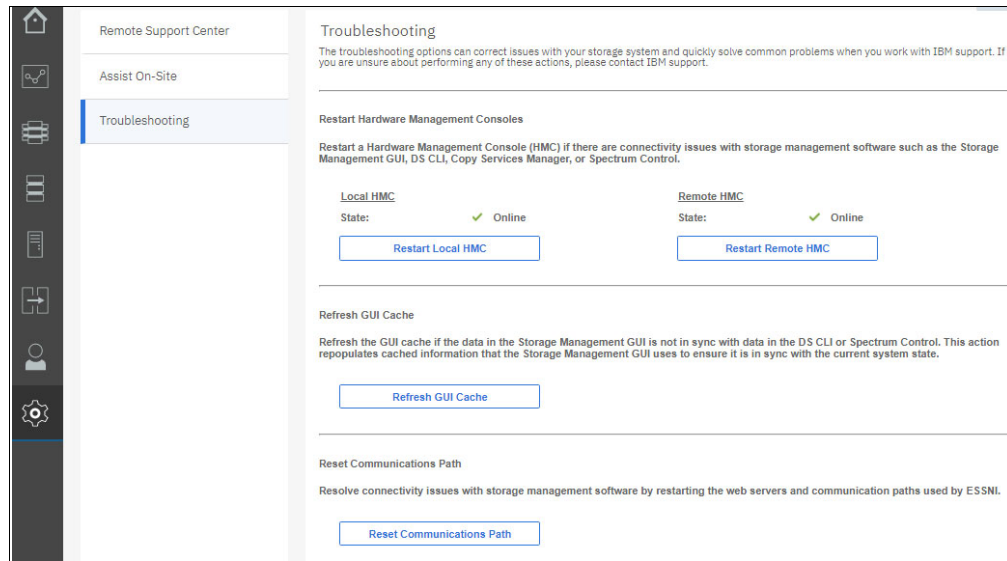 Remote Support Center
Assist On-Site
Troubleshooting
Troubleshooting
The troubleshooting options can correct issues with your storage system and quickly solve common problems when you work with IBM support. If
you are unsure about performing any of these actions, please contact IBM support.
Restart Hardware Management Consoles
Restart a Hardware Management Console (HMC) if there are connectivity issues with storage management software such as the Storage
Management GUI, DS CLI, Copy Services Manager, or Spectrum Control.
Local HMC
State: Online
Restart Local HMC
Remote HMC
State: Online
Restart Remote HMC
Refresh GUI Cache
Refresh the GUI cache if the data in the Storage Management GUI is not in sync with data in the DS CLI or Spectrum Control. This action
repopulates cached information that the Storage Management GUI uses to ensure it is in sync with the current system state.
Refresh GUI Cache
Reset Communications Path
Resolve connectivity issues with storage management software by restarting the web servers and communication paths used by ESSNI.
Reset Communications Path